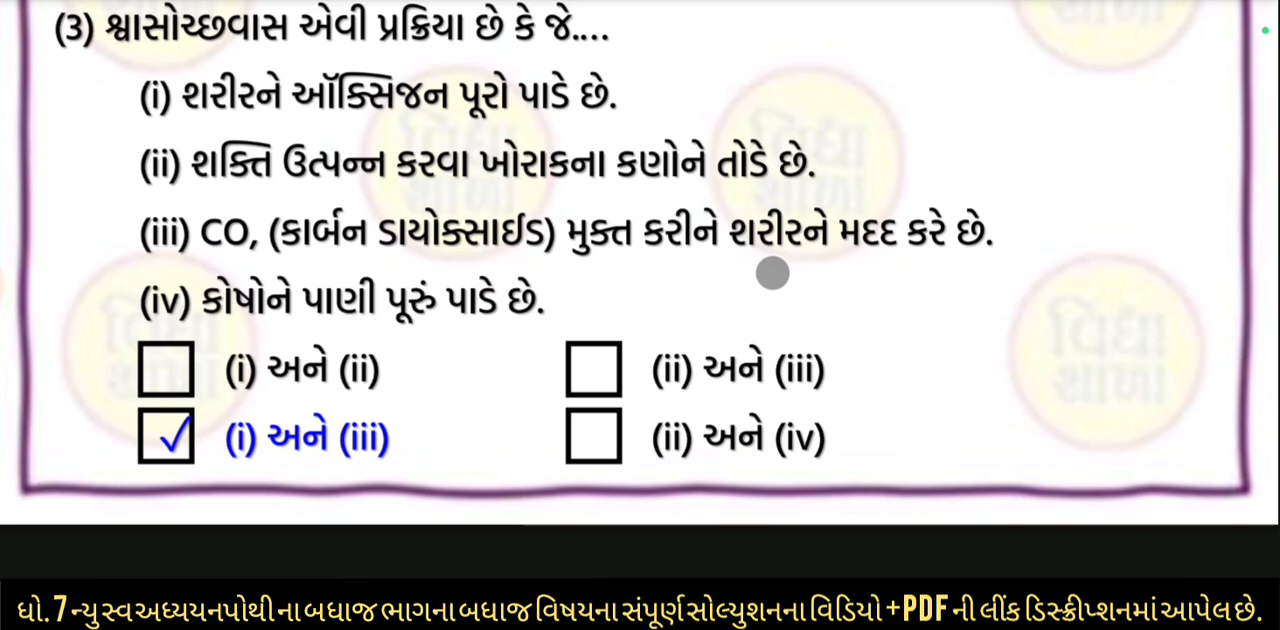 (૩) શ્વાસોચ્છવાસ એવી પ્રક્રિયા છે કે જે....
(i) શરીરને ઑક્સિજન પૂરો પાડે છે.
(ii) શક્તિ ઉત્પન્ન કરવા ખોરાકના કણોને તોડે છે.
(iii) CO, (કાર્બન ડાયોક્સાઈડ) મુક્ત કરીને શરીરને મદદ કરે છે.
(iv) કોષોને પાણી પૂરું પાડે છે.
(i) અને (ii) (ii) અને (iii)
✓ (i) અને (iii) (ii) અને (iv)
ધો. 7 ન્યુ સ્વઅધ્યયનપોથી ના બધાજ ભાગના બધાજ વિષયના સંપૂર્ણ સોલ્યુશનના વિડિયો + PDF ની લીંક ડિસ્ક્રીપ્શનમાં આપેલ છે.